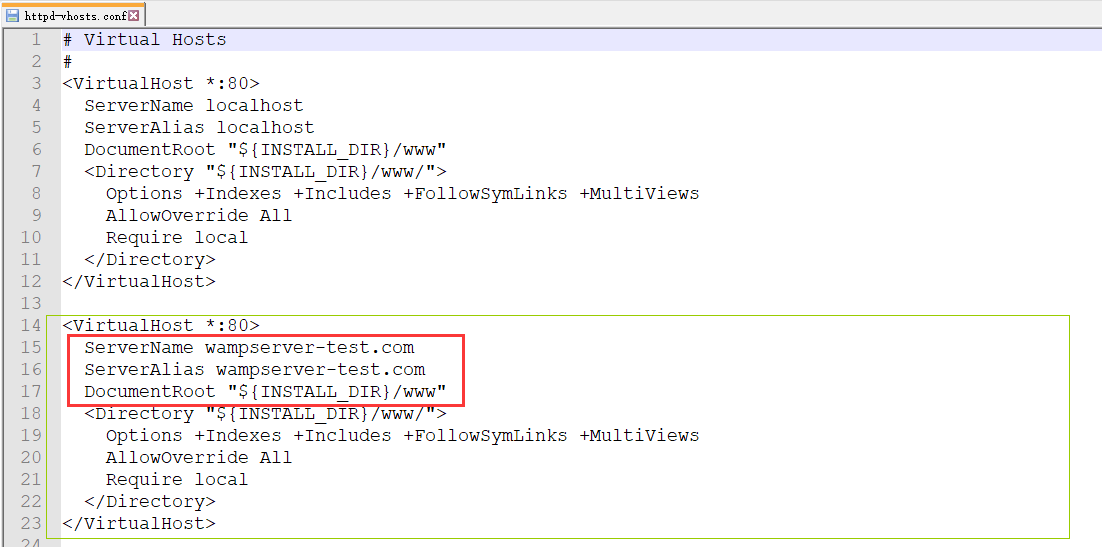 httpd-vhosts.conf
1 # Virtual Hosts
2 #
3 <VirtualHost *:80>
4   ServerName localhost
5   ServerAlias localhost
6   DocumentRoot "${INSTALL_DIR}/www"
7   <Directory "${INSTALL_DIR}/www/">
8     Options +Indexes +Includes +FollowSymLinks +MultiViews
9     AllowOverride All
10     Require local
11   </Directory>
12 </VirtualHost>
13
14 <VirtualHost *:80>
15   ServerName wampserver-test.com
16   ServerAlias wampserver-test.com
17   DocumentRoot "${INSTALL_DIR}/www"
18   <Directory "${INSTALL_DIR}/www/">
19     Options +Indexes +Includes +FollowSymLinks +MultiViews
20     AllowOverride All
21     Require local
22   </Directory>
23 </VirtualHost>
24